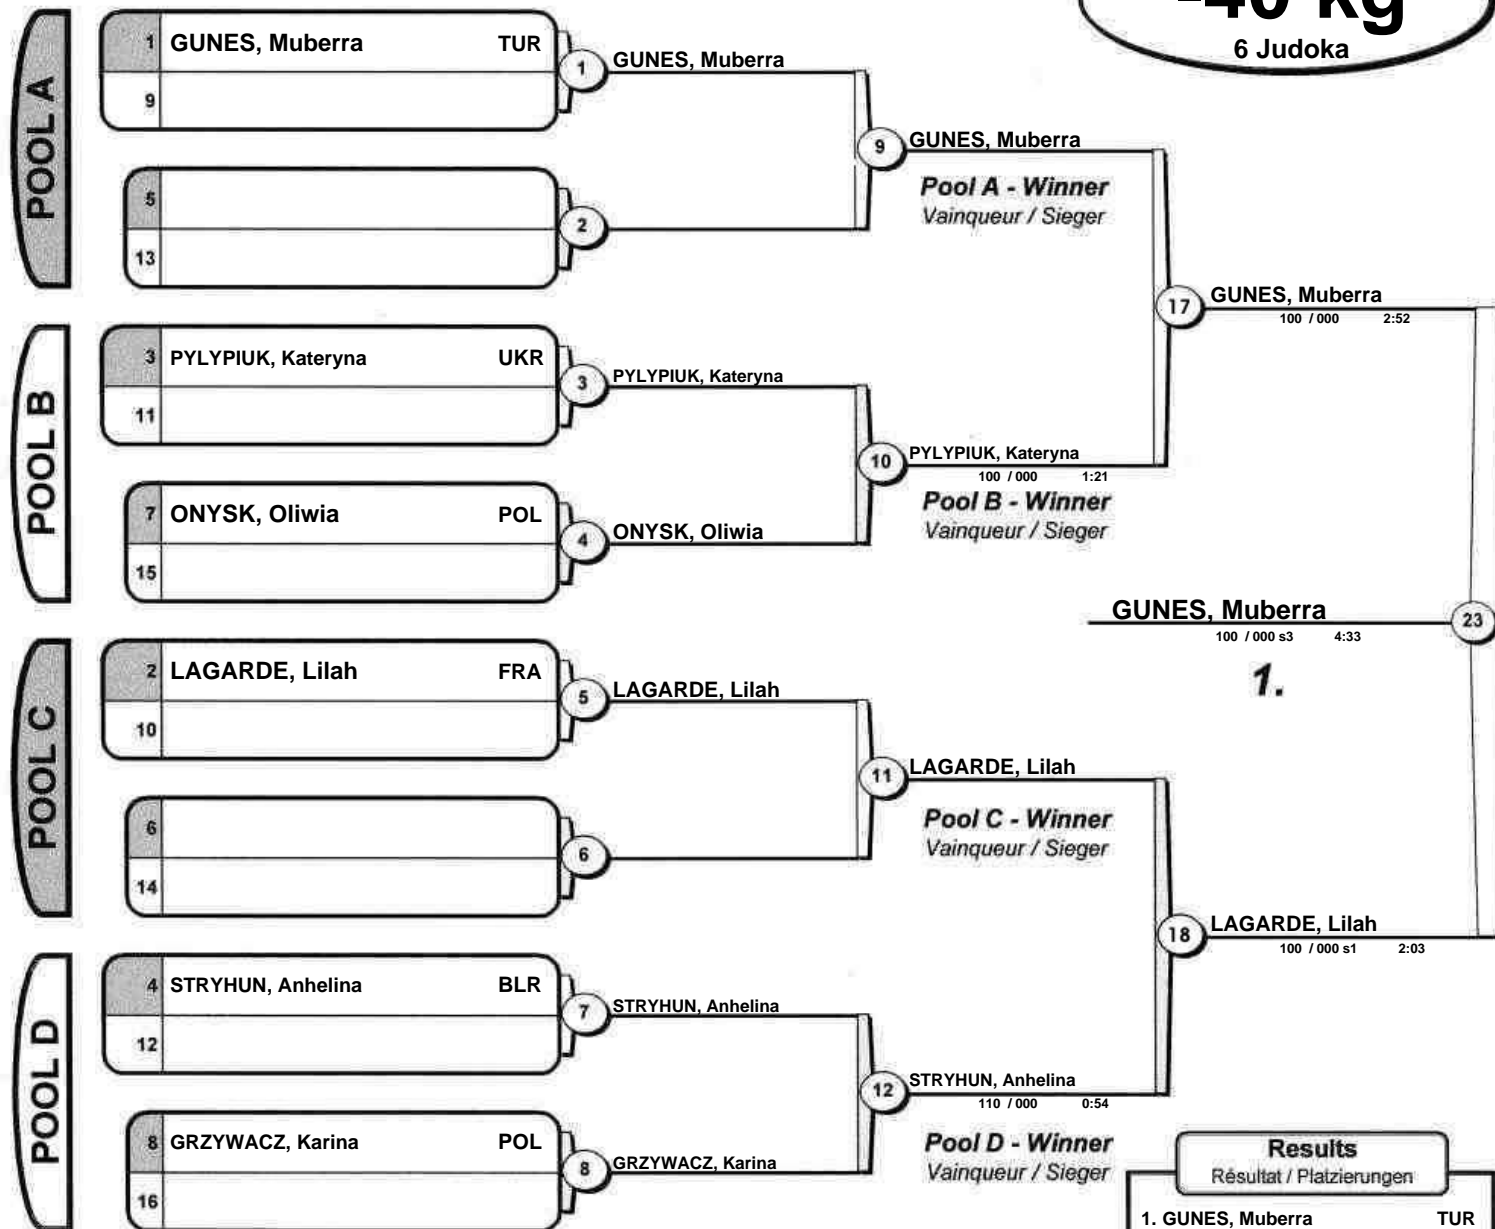 -40 kg
6 Judoka
POOL A
1 GUNES, Muberra TUR
9
5
13
1 GUNES, Muberra
2
9 GUNES, Muberra
Pool A - Winner
Vainqueur / Sieger
POOL B
3 PYLYPIUK, Kateryna UKR
11
7 ONYSK, Oliwia POL
15
3 PYLYPIUK, Kateryna
4 ONYSK, Oliwia
10 PYLYPIUK, Kateryna
100 / 000 1:21
Pool B - Winner
Vainqueur / Sieger
17 GUNES, Muberra
100 / 000 2:52
GUNES, Muberra 23
100 / 000 s3 4:33
1.
POOL C
2 LAGARDE, Lilah FRA
10
6
14
5 LAGARDE, Lilah
6
11 LAGARDE, Lilah
Pool C - Winner
Vainqueur / Sieger
18 LAGARDE, Lilah
100 / 000 s1 2:03
POOL D
4 STRYHUN, Anhelina BLR
12
8 GRZYWACZ, Karina POL
16
7 STRYHUN, Anhelina
8 GRZYWACZ, Karina
12 STRYHUN, Anhelina
110 / 000 0:54
Pool D - Winner
Vainqueur / Sieger
Results
Résultat / Platzierungen
1. GUNES, Muberra TUR